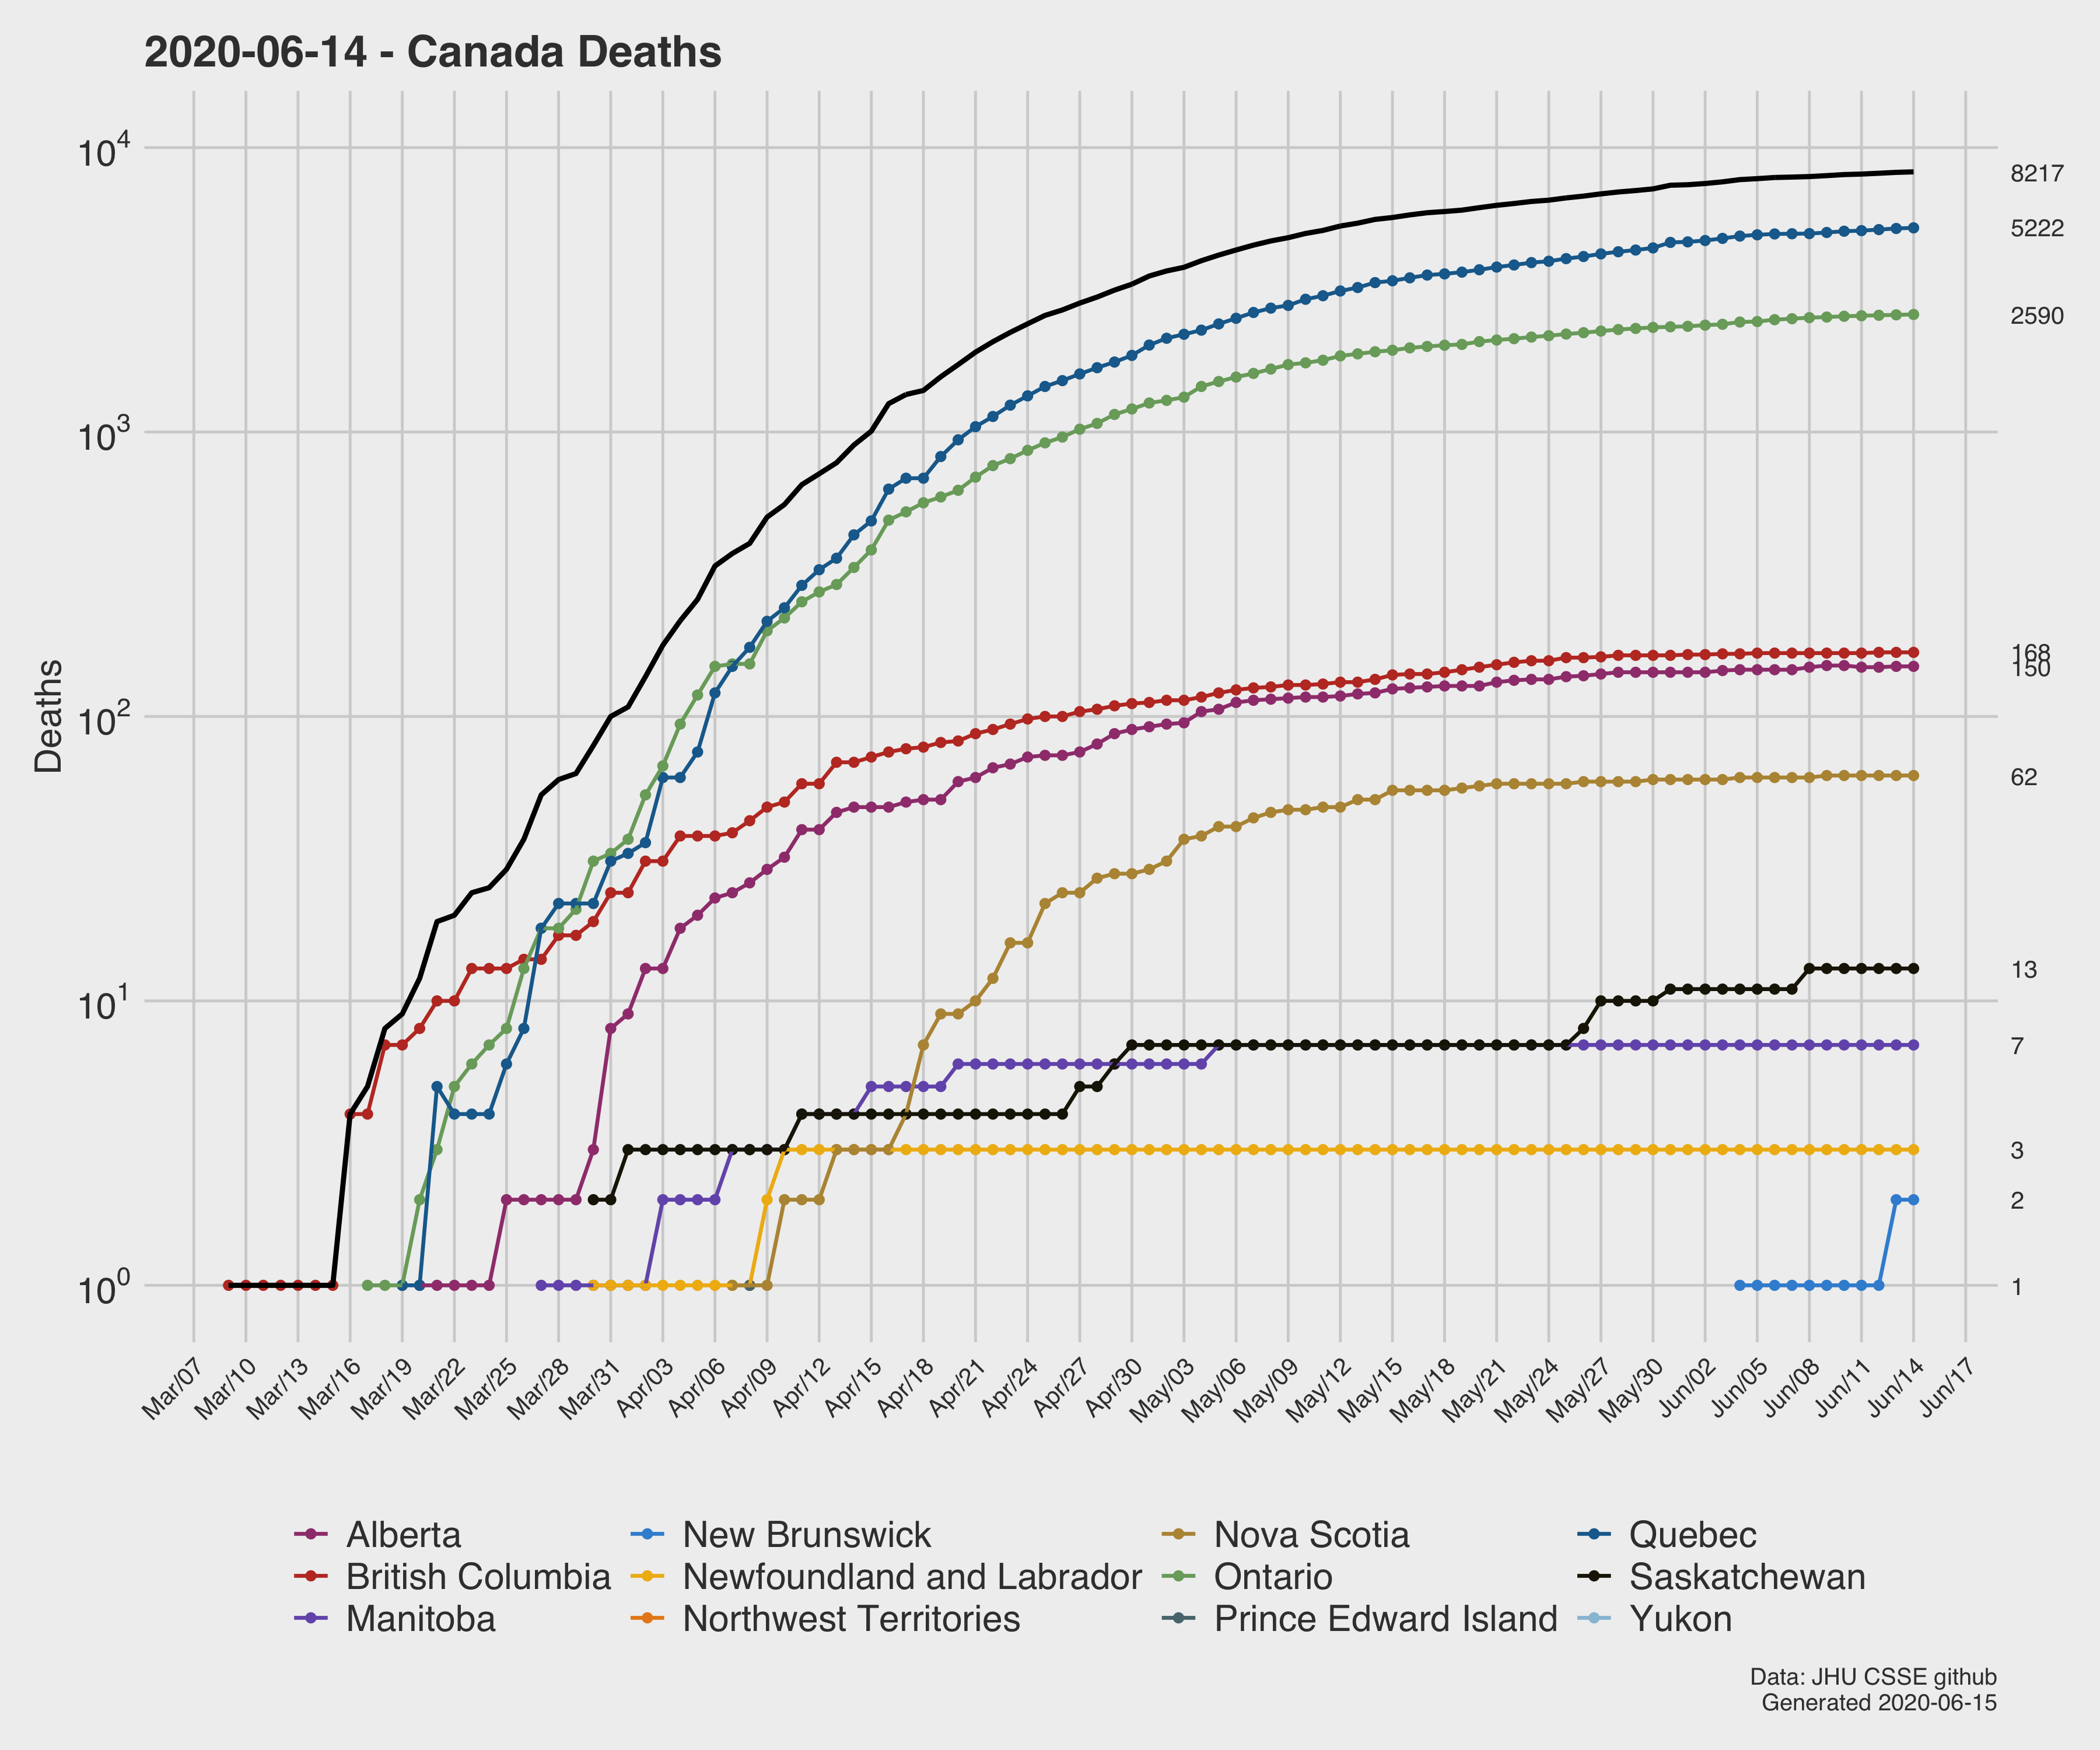 2020-06-14 - Canada Deaths
Deaths
10^4
10^3
10^2
10^1
10^0
8217
5222
2590
168
150
62
13
7
3
2
1
Mar/07
Mar/10
Mar/13
Mar/16
Mar/19
Mar/22
Mar/25
Mar/28
Mar/31
Apr/03
Apr/06
Apr/09
Apr/12
Apr/15
Apr/18
Apr/21
Apr/24
Apr/27
Apr/30
May/03
May/06
May/09
May/12
May/15
May/18
May/21
May/24
May/27
May/30
Jun/02
Jun/05
Jun/08
Jun/11
Jun/14
Jun/17
Alberta
British Columbia
Manitoba
New Brunswick
Newfoundland and Labrador
Northwest Territories
Nova Scotia
Ontario
Prince Edward Island
Quebec
Saskatchewan
Yukon
Data: JHU CSSE github
Generated 2020-06-15